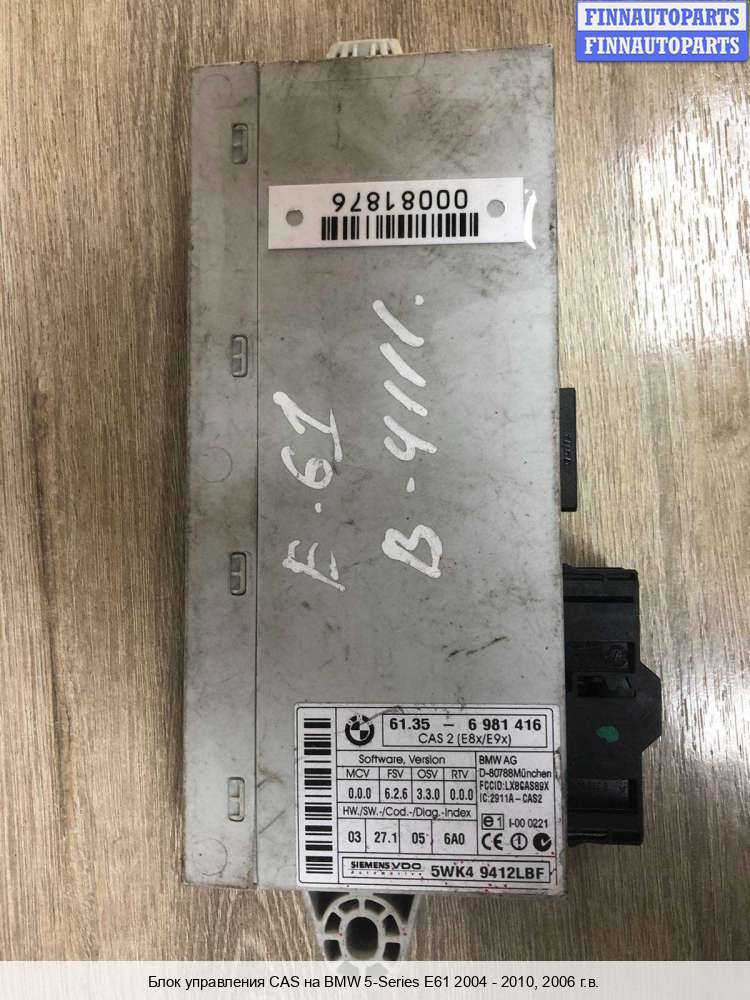 FINNAUTOPARTS
FINNAUTOPARTS
00081876
E-61
B-4111.
61.35 - 6 981 416
CAS 2 (E8x/E9x)
Software, Version
MCV FSV OSV RTV
0.0.0 6.2.6 3.3.0 0.0.0
HW./SW.-/Cod.-/Diag.-Index
03 27.1 05 6A0
BMW AG
D-80788München
FCCID:LX8CAS89X
IC:2911A-CAS2
e1 I-00 0221
CE
SIEMENS VDO
Automotive
5WK4 9412LBF
Блок управления CAS на BMW 5-Series E61 2004 - 2010, 2006 г.в.